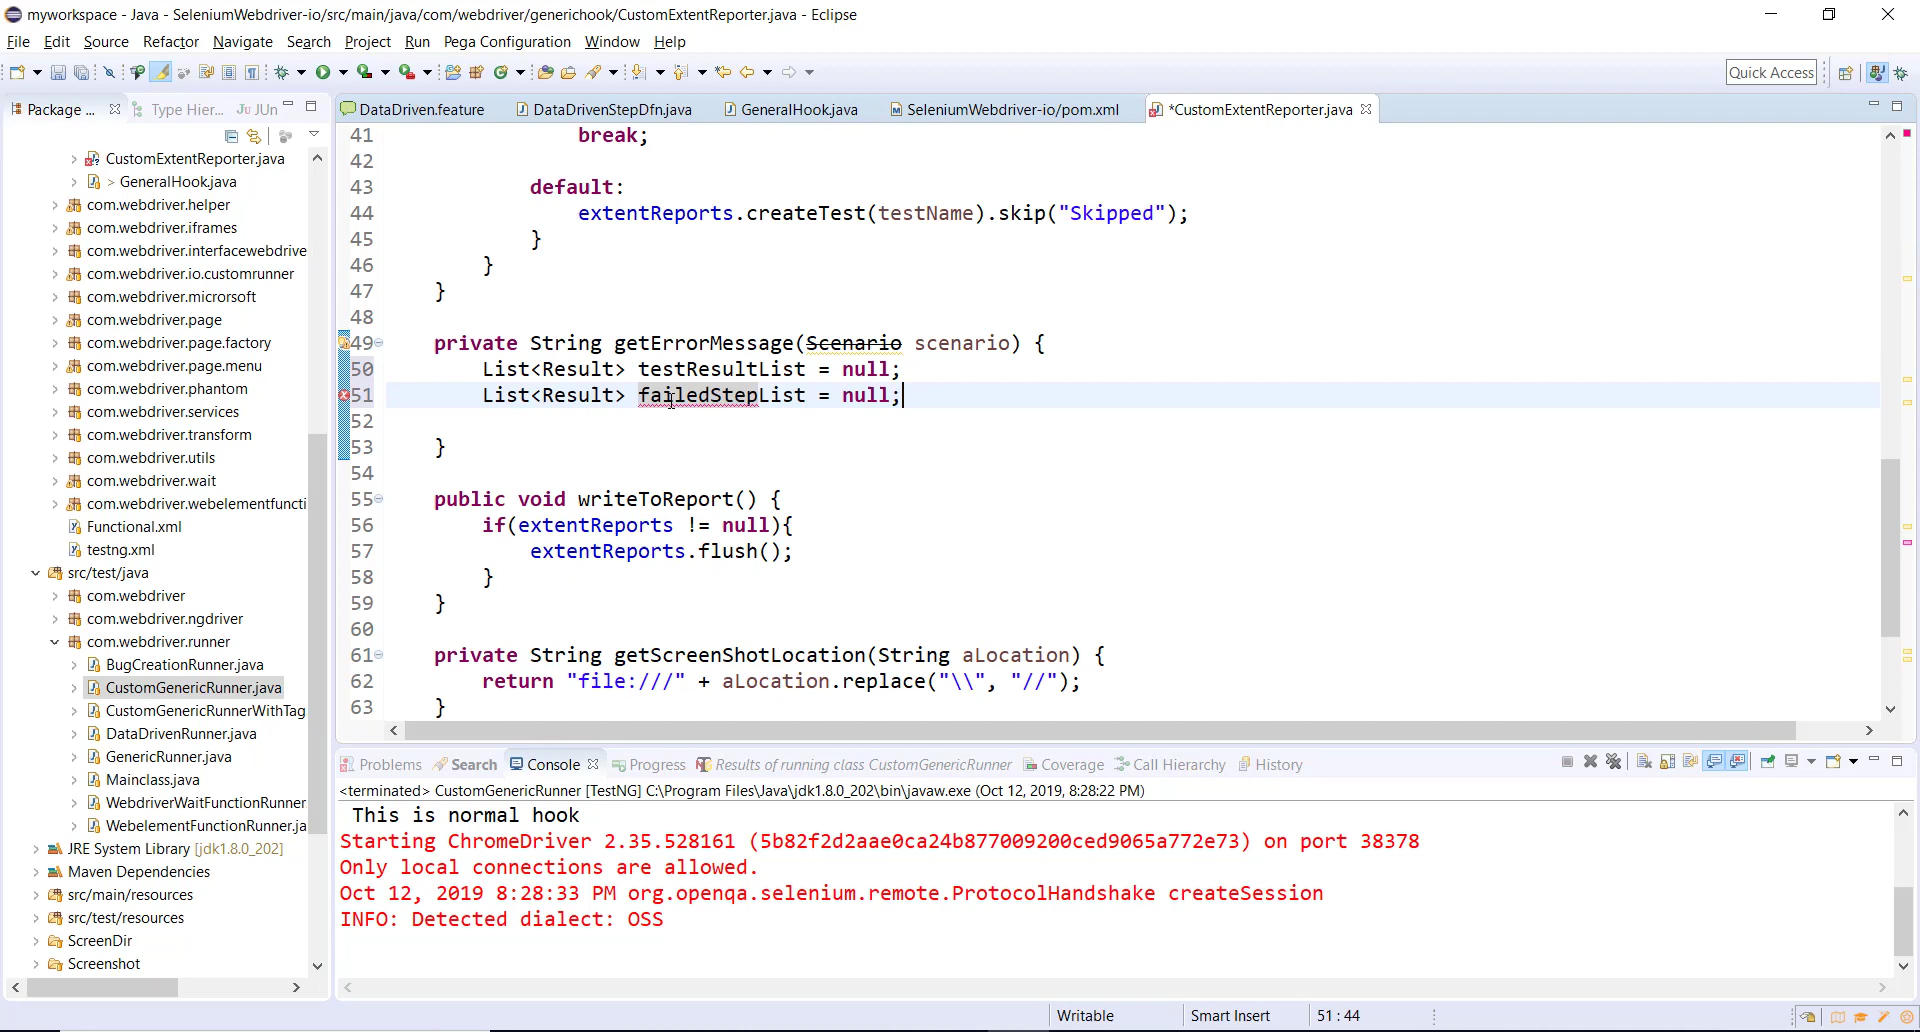 myworkspace - Java - SeleniumWebdriver-io/src/main/java/com/webdriver/generichook/CustomExtentReporter.java - Eclipse
File Edit Source Refactor Navigate Search Project Run Pega Configuration Window Help
Quick Access
Package ... Type Hier... JUn
DataDriven.feature DataDrivenStepDfn.java GeneralHook.java SeleniumWebdriver-io/pom.xml *CustomExtentReporter.java
CustomExtentReporter.java
> GeneralHook.java
com.webdriver.helper
com.webdriver.iframes
com.webdriver.interfacewebdrive
com.webdriver.io.customrunner
com.webdriver.microrsoft
com.webdriver.page
com.webdriver.page.factory
com.webdriver.page.menu
com.webdriver.phantom
com.webdriver.services
com.webdriver.transform
com.webdriver.utils
com.webdriver.wait
com.webdriver.webelementfuncti
Functional.xml
testng.xml
src/test/java
com.webdriver
com.webdriver.ngdriver
com.webdriver.runner
BugCreationRunner.java
CustomGenericRunner.java
CustomGenericRunnerWithTag
DataDrivenRunner.java
GenericRunner.java
Mainclass.java
WebdriverWaitFunctionRunner
WebelementFunctionRunner.ja
JRE System Library [jdk1.8.0_202]
Maven Dependencies
src/main/resources
src/test/resources
ScreenDir
Screenshot
41 break;
42
43 default:
44 extentReports.createTest(testName).skip("Skipped");
45 }
46 }
47 }
48
49 private String getErrorMessage(Scenario scenario) {
50 List<Result> testResultList = null;
51 List<Result> failedStepList = null;
52
53 }
54
55 public void writeToReport() {
56 if(extentReports != null){
57 extentReports.flush();
58 }
59 }
60
61 private String getScreenShotLocation(String aLocation) {
62 return "file:///" + aLocation.replace("\\", "//");
63 }
Problems Search Console Progress Results of running class CustomGenericRunner Coverage Call Hierarchy History
<terminated> CustomGenericRunner [TestNG] C:\Program Files\Java\jdk1.8.0_202\bin\javaw.exe (Oct 12, 2019, 8:28:22 PM)
This is normal hook
Starting ChromeDriver 2.35.528161 (5b82f2d2aae0ca24b877009200ced9065a772e73) on port 38378
Only local connections are allowed.
Oct 12, 2019 8:28:33 PM org.openqa.selenium.remote.ProtocolHandshake createSession
INFO: Detected dialect: OSS
Writable Smart Insert 51 : 44